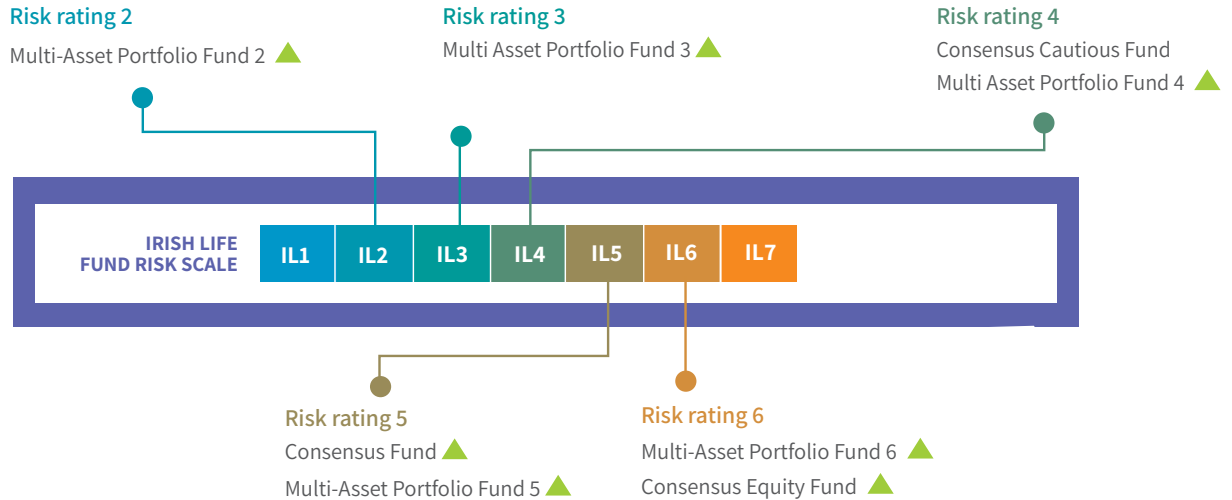 Risk rating 2
Multi-Asset Portfolio Fund 2
Risk rating 3
Multi Asset Portfolio Fund 3
Risk rating 4
Consensus Cautious Fund
Multi Asset Portfolio Fund 4
IRISH LIFE
FUND RISK SCALE
IL1 IL2 IL3 IL4 IL5 IL6 IL7
Risk rating 5
Consensus Fund
Multi-Asset Portfolio Fund 5
Risk rating 6
Multi-Asset Portfolio Fund 6
Consensus Equity Fund